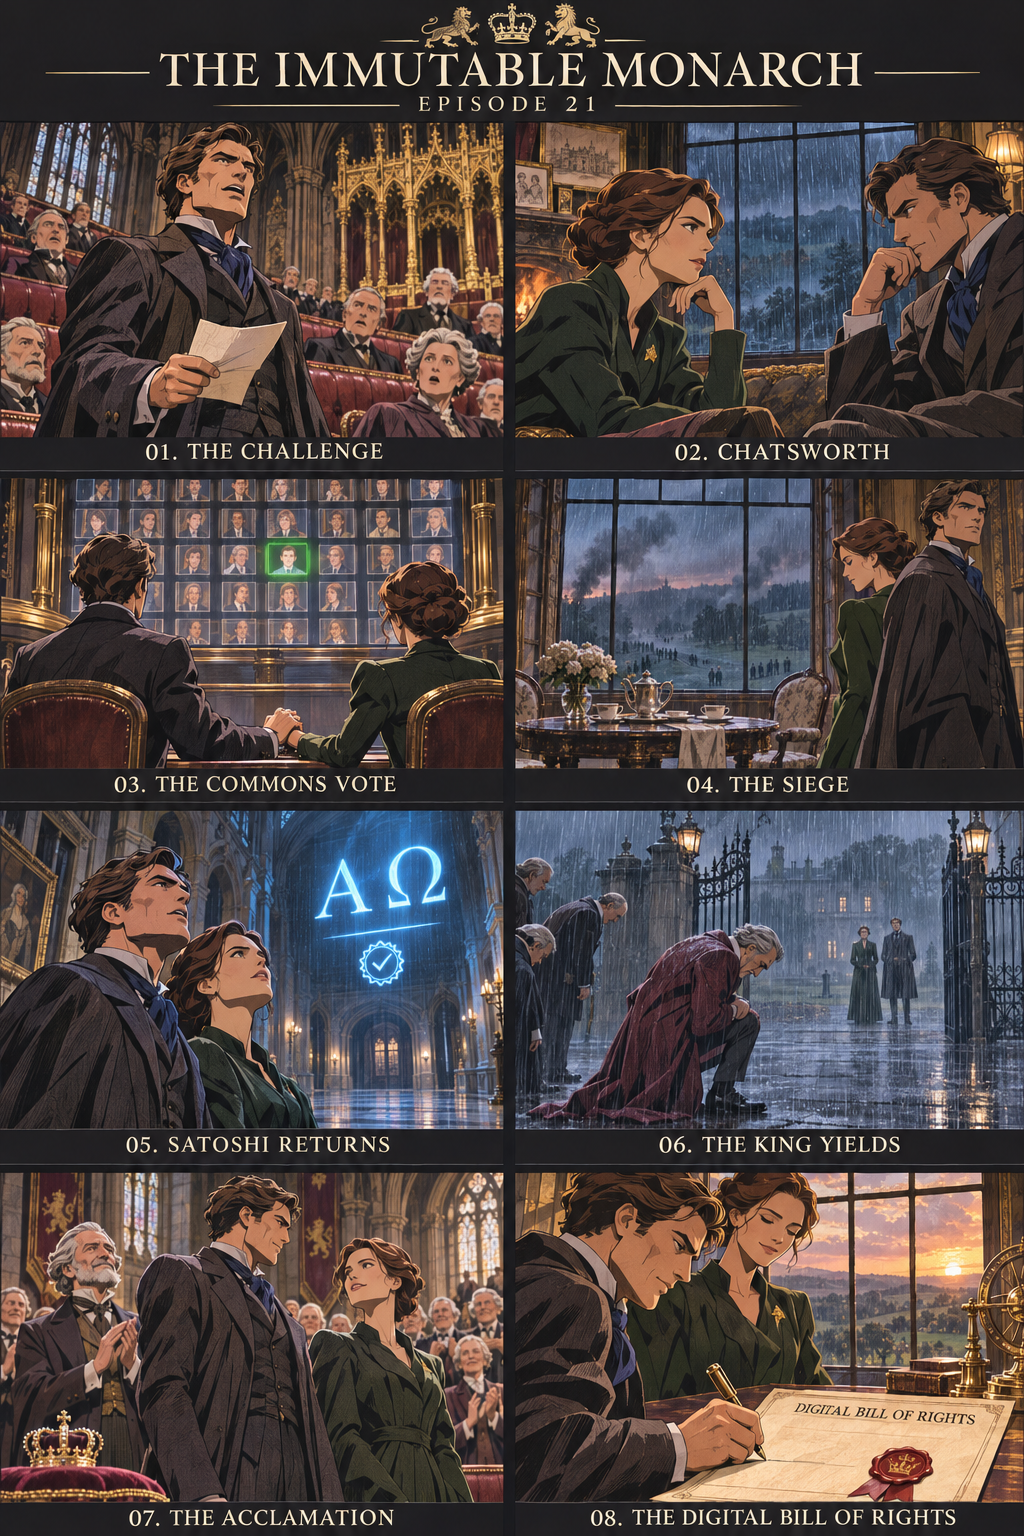 THE IMMUTABLE MONARCH
EPISODE 21
01. THE CHALLENGE
02. CHATSWORTH
03. THE COMMONS VOTE
04. THE SIEGE
ΑΩ
05. SATOSHI RETURNS
06. THE KING YIELDS
07. THE ACCLAMATION
DIGITAL BILL OF RIGHTS
08. THE DIGITAL BILL OF RIGHTS